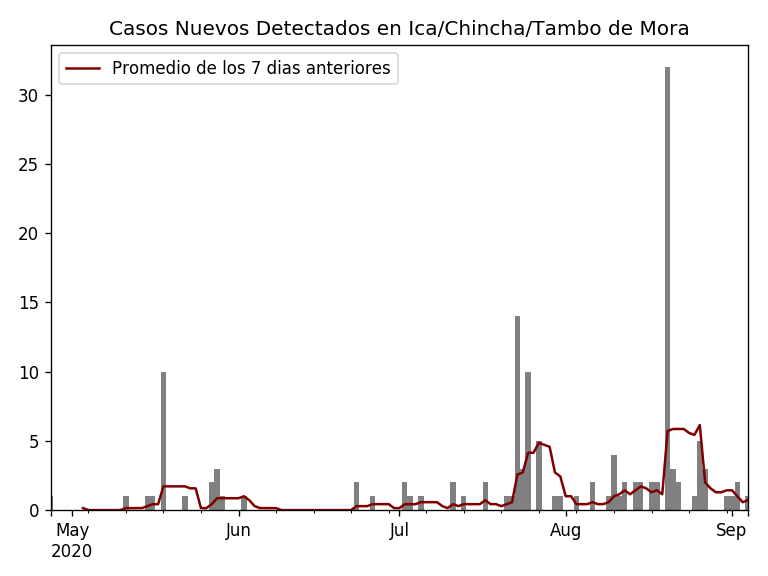 Casos Nuevos Detectados en Ica/Chincha/Tambo de Mora
Promedio de los 7 dias anteriores
30
25
20
15
10
5
0
May Jun Jul Aug Sep
2020